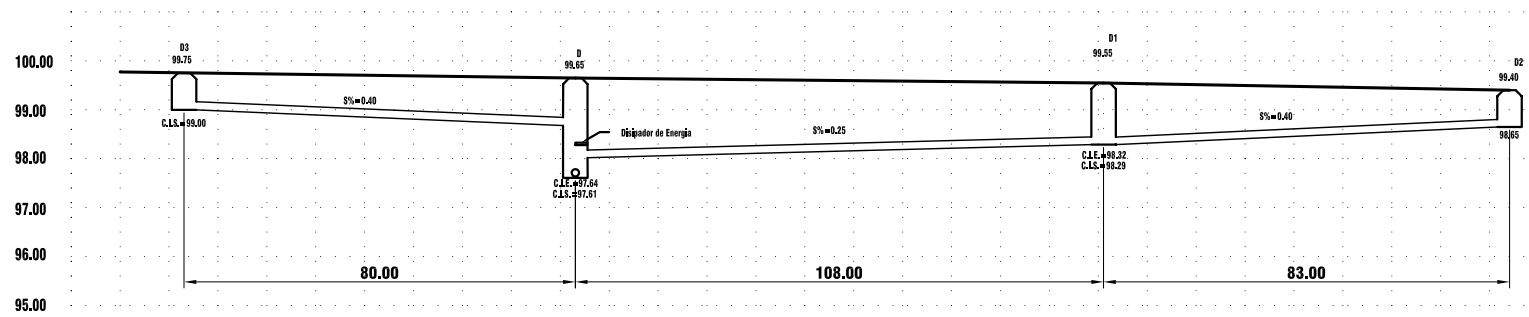 D3
99.75
D
99.65
D1
99.55
D2
99.40
100.00
99.00
98.00
97.00
96.00
95.00
S%=0.40
C.I.S.=99.00
Disipador de Energia
C.I.E.=97.64
C.I.S.=97.61
S%=0.25
C.I.E.=98.32
C.I.S.=98.29
S%=0.40
98.65
80.00
108.00
83.00